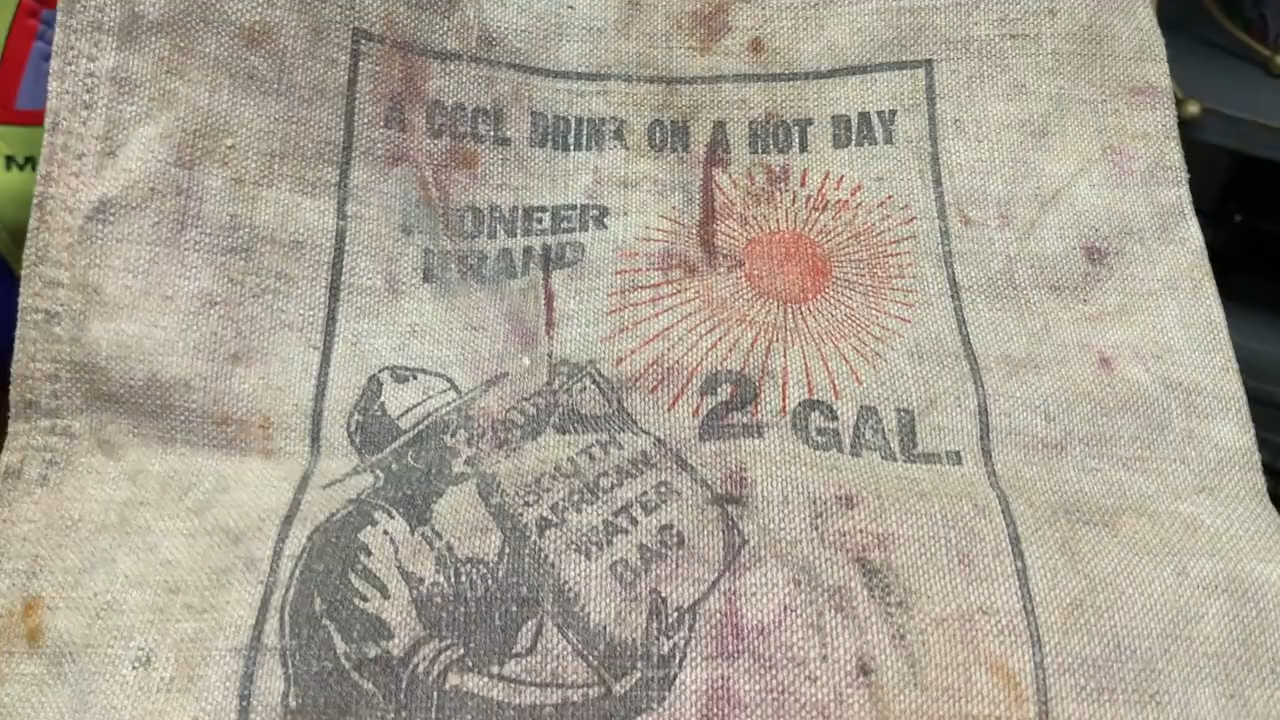 A COOL DRINK ON A HOT DAY
PIONEER
BRAND
2 GAL.
SOUTH
AFRICAN
WATER
BAG
M